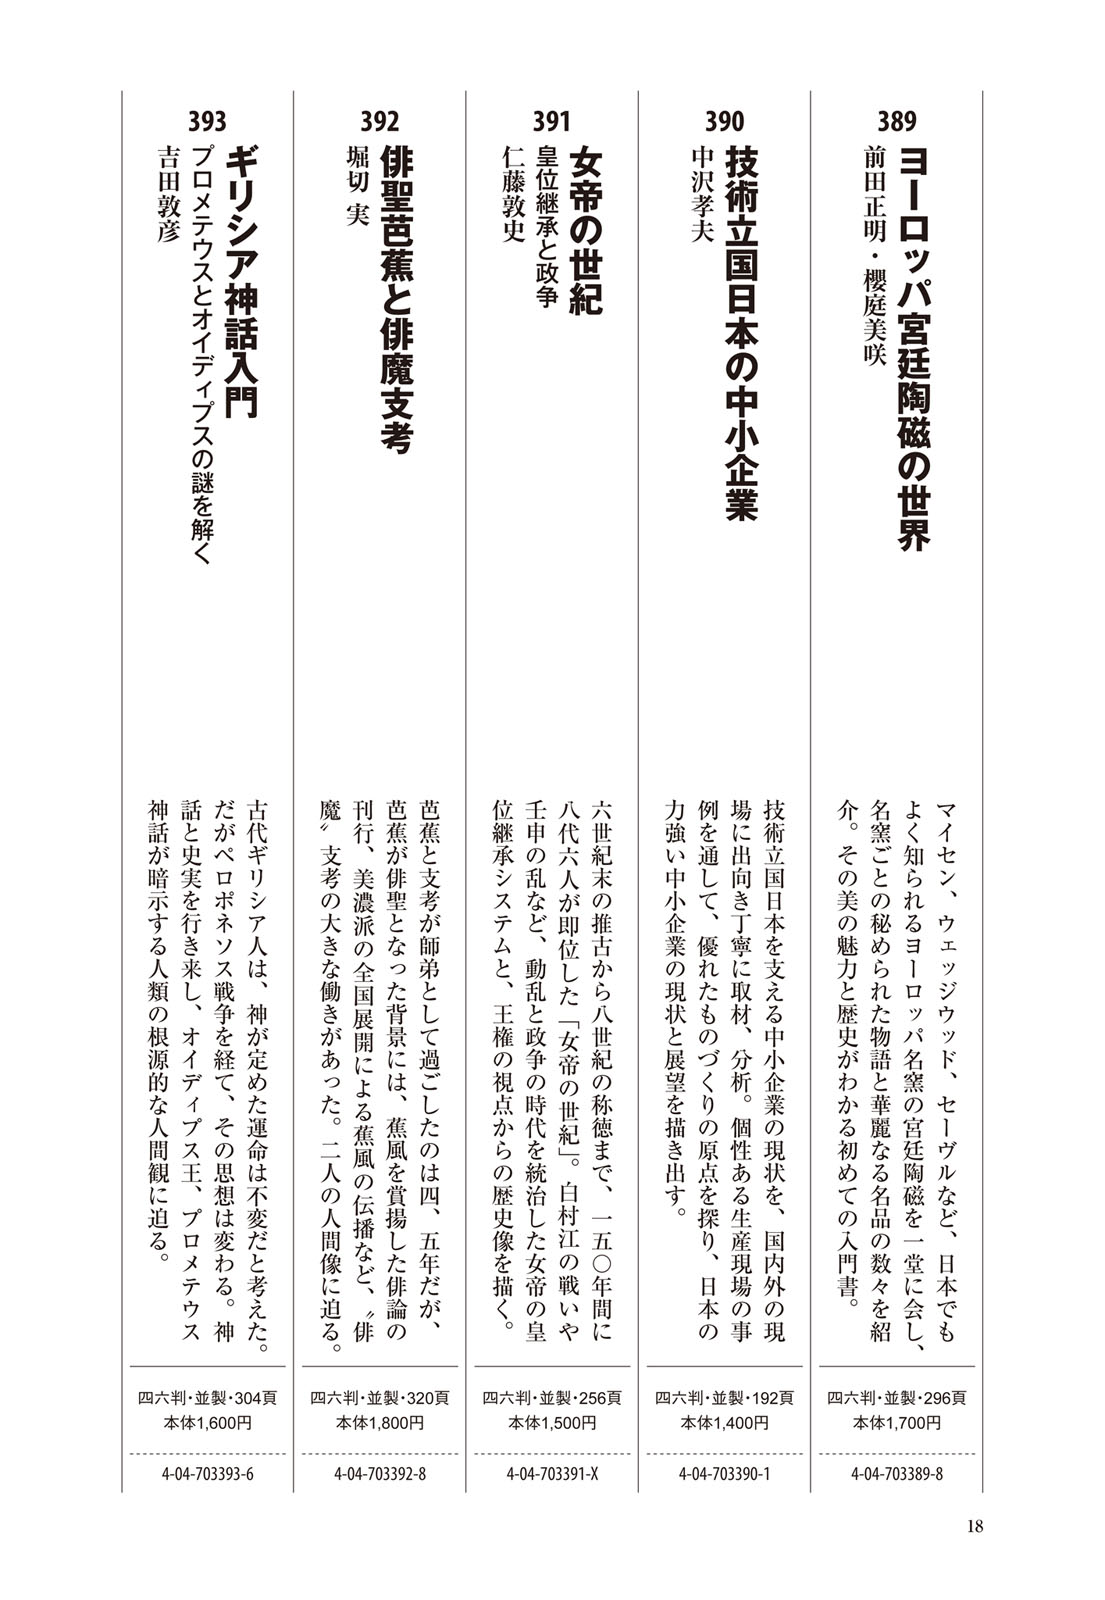 389
ヨーロッパ宮廷陶磁の世界
前田正明・櫻庭美咲
マイセン、ウェッジウッド、セーヴルなど、日本でも
よく知られるヨーロッパ名窯の宮廷陶磁を一堂に会し、
名窯ごとの秘められた物語と華麗なる名品の数々を紹
介。その美の魅力と歴史がわかる初めての入門書。
四六判・並製・296頁
本体1,700円
4-04-703389-8
390
技術立国日本の中小企業
中沢孝夫
技術立国日本を支える中小企業の現状を、国内外の現
場に出向き丁寧に取材、分析。個性ある生産現場の事
例を通して、優れたものづくりの原点を探り、日本の
力強い中小企業の現状と展望を描き出す。
四六判・並製・192頁
本体1,400円
4-04-703390-1
391
女帝の世紀
皇位継承と政争
仁藤敦史
六世紀末の推古から八世紀の称徳まで、一五〇年間に
八代六人が即位した「女帝の世紀」。白村江の戦いや
壬申の乱など、動乱と政争の時代を統治した女帝の皇
位継承システムと、王権の視点からの歴史像を描く。
四六判・並製・256頁
本体1,500円
4-04-703391-X
392
俳聖芭蕉と俳魔支考
堀切 実
芭蕉と支考が師弟として過ごしたのは四、五年だが、
芭蕉が俳聖となった背景には、蕉風を賞揚した俳論の
刊行、美濃派の全国展開による蕉風の伝播など、〝俳
魔〟支考の大きな働きがあった。二人の人間像に迫る。
四六判・並製・320頁
本体1,800円
4-04-703392-8
393
ギリシア神話入門
プロメテウスとオイディプスの謎を解く
吉田敦彦
古代ギリシア人は、神が定めた運命は不変だと考えた。
だがペロポネソス戦争を経て、その思想は変わる。神
話と史実を行き来し、オイディプス王、プロメテウス
神話が暗示する人類の根源的な人間観に迫る。
四六判・並製・304頁
本体1,600円
4-04-703393-6
18